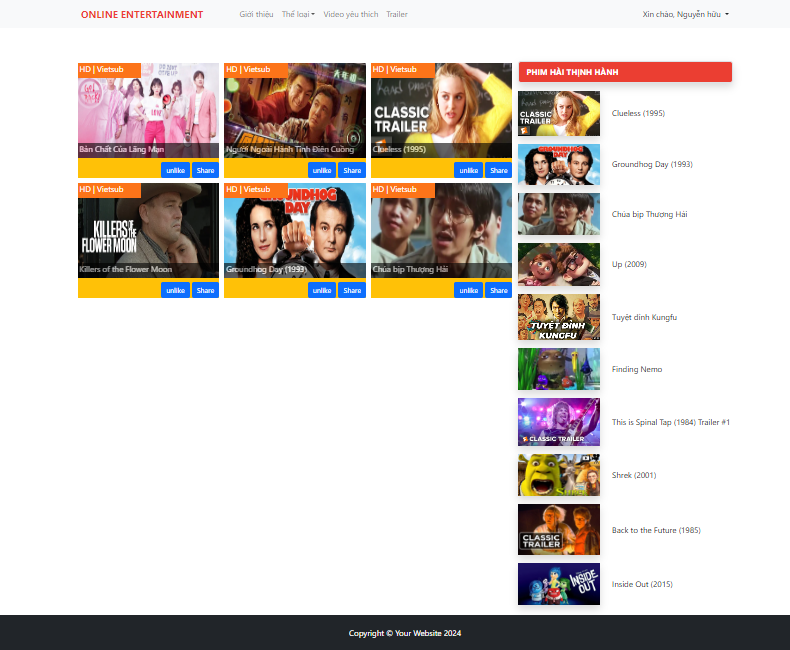 ONLINE ENTERTAINMENT
Giới thiệu
Thể loại
Video yêu thích
Trailer
Xin chào, Nguyễn hữu
HD | Vietsub
Bản Chất Của Lãng Mạn
unlike
Share
HD | Vietsub
Người Ngoài Hành Tinh Điên Cuồng
unlike
Share
HD | Vietsub
CLASSIC
TRAILER
Clueless (1995)
unlike
Share
HD | Vietsub
KILLERS OF THE
FLOWER MOON
Killers of the Flower Moon
unlike
Share
HD | Vietsub
GROUNDHOG
DAY
Groundhog Day (1993)
unlike
Share
HD | Vietsub
Chúa bịp Thượng Hải
unlike
Share
PHIM HÀI THỊNH HÀNH
CLASSIC
TRAILER
Clueless (1995)
GROUNDHOG
DAY
Groundhog Day (1993)
Chúa bịp Thượng Hải
Up (2009)
TUYỆT ĐỈNH
KUNGFU
Tuyệt đỉnh Kungfu
Finding Nemo
CLASSIC TRAILER
This is Spinal Tap (1984) Trailer #1
Shrek (2001)
CLASSIC
TRAILER
Back to the Future (1985)
INSIDE
OUT
Inside Out (2015)
Copyright © Your Website 2024